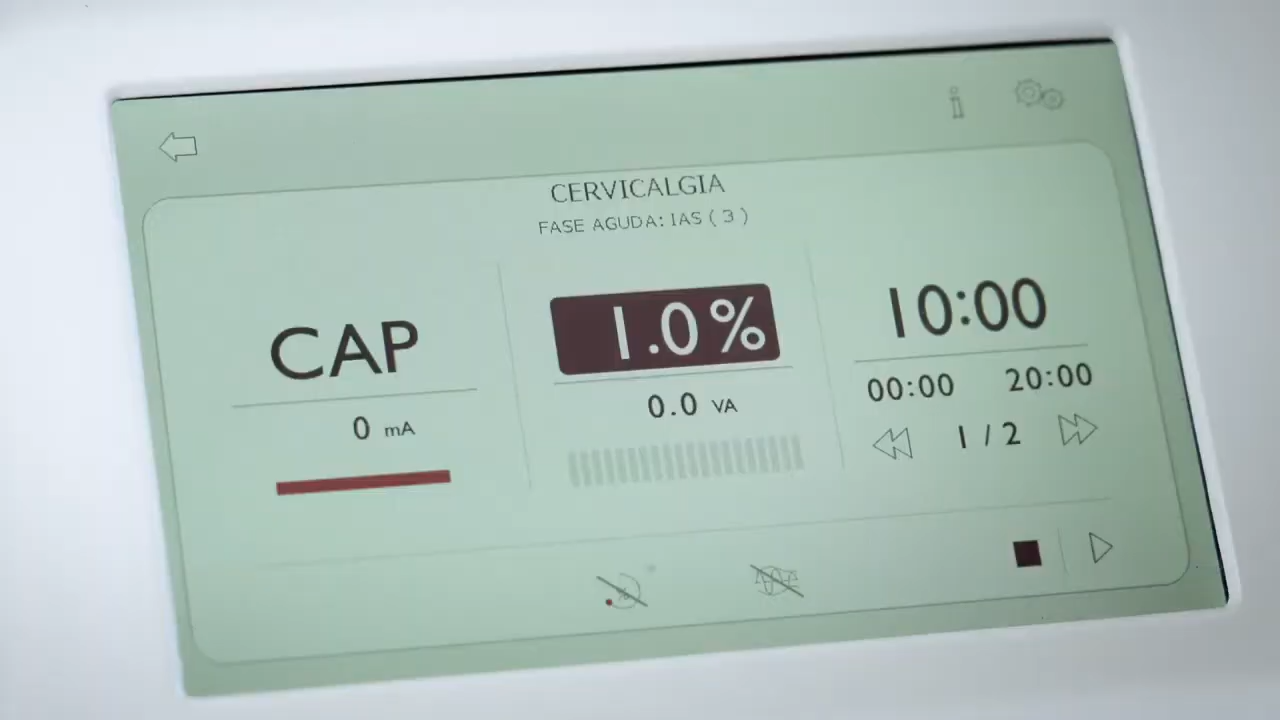 i
CERVICALGIA
FASE AGUDA: IAS ( 3 )
CAP
0 mA
1.0%
0.0 VA
10:00
00:00 20:00
1 / 2